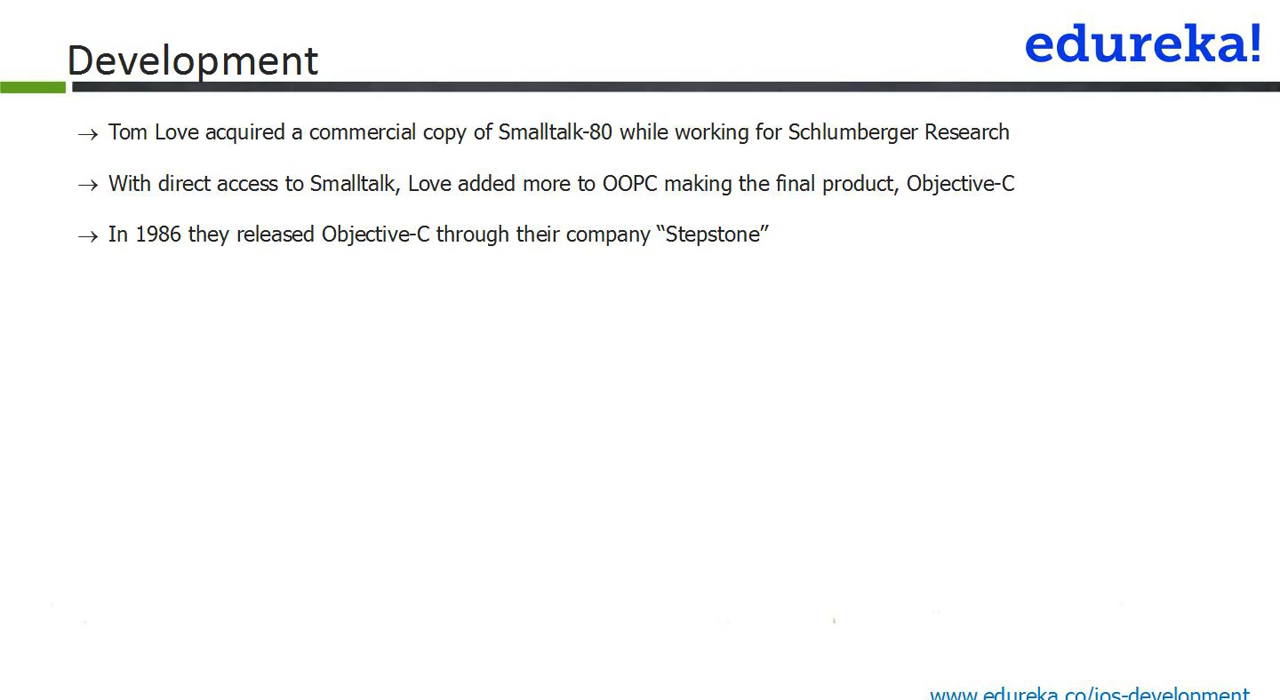 Development
edureka!
→ Tom Love acquired a commercial copy of Smalltalk-80 while working for Schlumberger Research
→ With direct access to Smalltalk, Love added more to OOPC making the final product, Objective-C
→ In 1986 they released Objective-C through their company “Stepstone”
www.edureka.co/ios-development